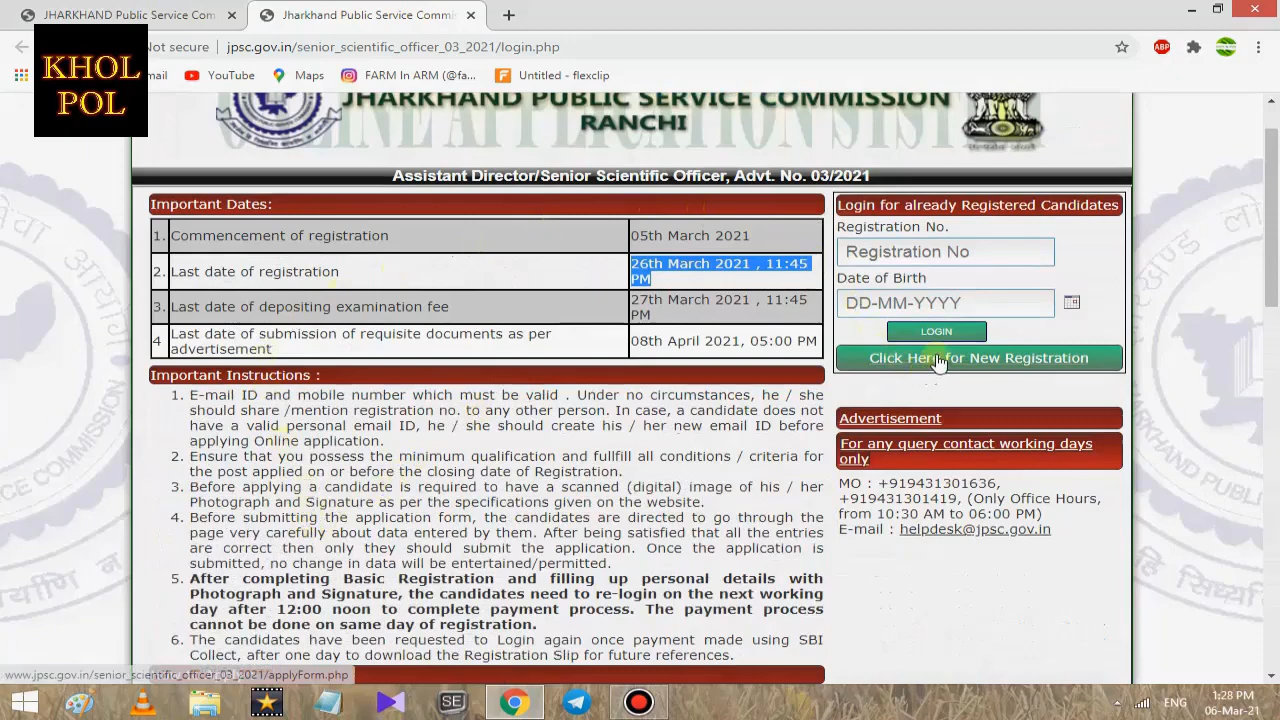 JHARKHAND Public Service Com
Jharkhand Public Service Commis
Not secure
jpsc.gov.in/senior_scientific_officer_03_2021/login.php
ABP
KHOL
POL
mail
YouTube
Maps
FARM In ARM (@fa...
Untitled - flexclip
JHARKHAND PUBLIC SERVICE COMMISSION
RANCHI
Assistant Director/Senior Scientific Officer, Advt. No. 03/2021
Important Dates:
1. Commencement of registration 05th March 2021
2. Last date of registration 26th March 2021 , 11:45
PM
3. Last date of depositing examination fee 27th March 2021 , 11:45
PM
4 Last date of submission of requisite documents as per
advertisement 08th April 2021, 05:00 PM
Important Instructions :
1. E-mail ID and mobile number which must be valid . Under no circumstances, he / she
should share /mention registration no. to any other person. In case, a candidate does not
hold valid personal email ID, he / she should create his / her new email ID before
applying Online application.
2. Ensure that you possess the minimum qualification and fullfill all conditions / criteria for
the post applied on or before the closing date of Registration.
3. Before applying a candidate is required to have a scanned (digital) image of his / her
Photograph and Signature as per the specifications given on the website.
4. Before submitting the application form, the candidates are directed to go through the
page very carefully about data entered by them. After being satisfied that all the entries
are correct then only they should submit the application. Once the application is
submitted, no change in data will be entertained/permitted.
5. After completing Basic Registration and filling up personal details with
Photograph and Signature, the candidates need to re-login on the next working
day after 12:00 noon to complete payment process. The payment process
cannot be done on same day of registration.
6. The candidates have been requested to Login again once payment made using SBI
Collect, after one day to download the Registration Slip for future references.
Login for already Registered Candidates
Registration No.
Registration No
Date of Birth
DD-MM-YYYY
LOGIN
Click Here for New Registration
Advertisement
For any query contact working days
only
MO : +919431301636,
+919431301419, (Only Office Hours,
from 10:30 AM to 06:00 PM)
E-mail : helpdesk@jpsc.gov.in
www.jpsc.gov.in/senior_scientific_officer_03_2021/applyForm.php
SE
ENG
1:28 PM
06-Mar-21